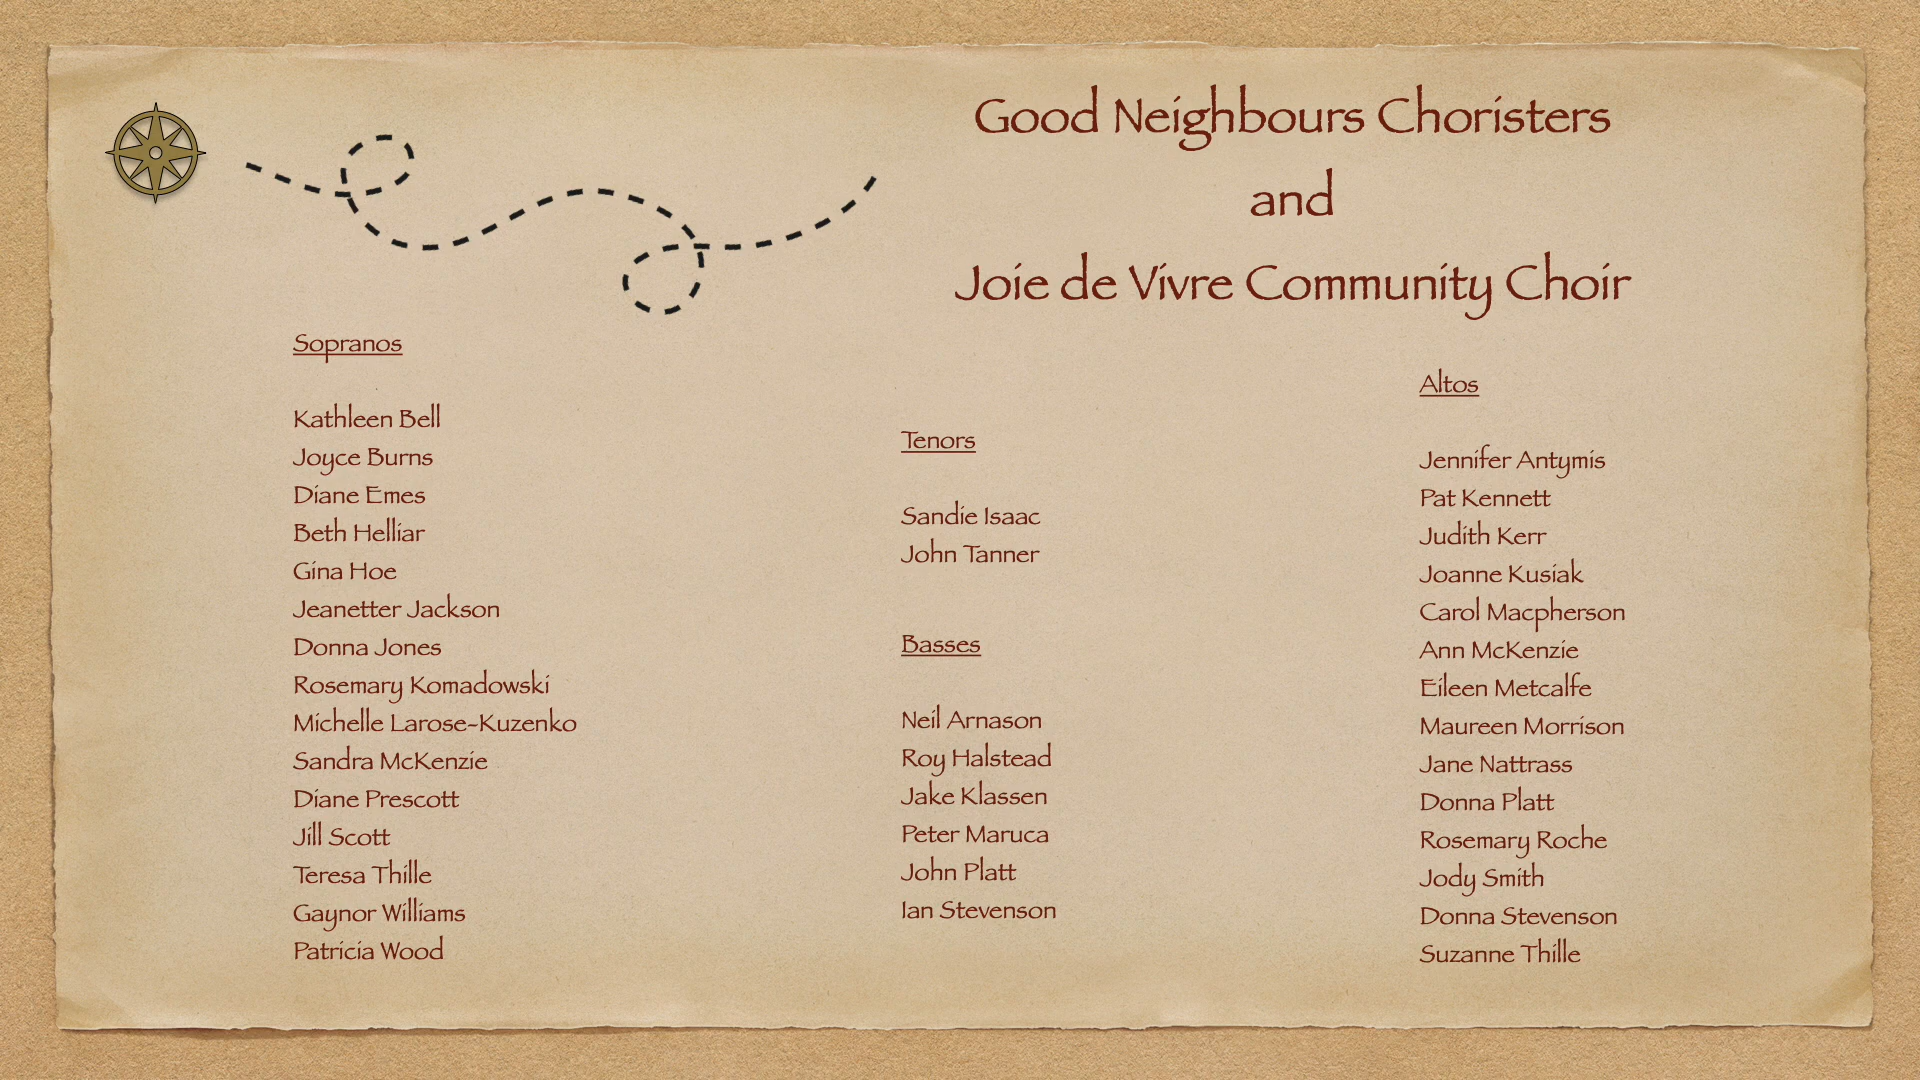 Good Neighbours Choristers
and
Joie de Vivre Community Choir
Sopranos
Kathleen Bell
Joyce Burns
Diane Emes
Beth Helliar
Gina Hoe
Jeanetter Jackson
Donna Jones
Rosemary Komadowski
Michelle Larose-Kuzenko
Sandra McKenzie
Diane Prescott
Jill Scott
Teresa Thille
Gaynor Williams
Patricia Wood
Tenors
Sandie Isaac
John Tanner
Basses
Neil Arnason
Roy Halstead
Jake Klassen
Peter Maruca
John Platt
Ian Stevenson
Altos
Jennifer Antymis
Pat Kennett
Judith Kerr
Joanne Kusiak
Carol Macpherson
Ann McKenzie
Eileen Metcalfe
Maureen Morrison
Jane Nattrass
Donna Platt
Rosemary Roche
Jody Smith
Donna Stevenson
Suzanne Thille